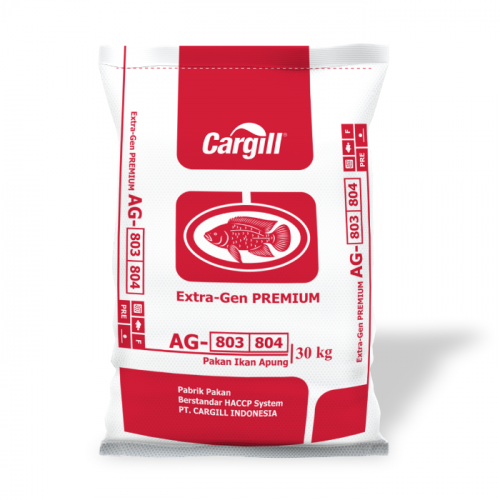 Cargill®
Extra-Gen PREMIUM
AG- 803 804
Pakan Ikan Apung
30 kg
Pabrik Pakan
Berstandar HACCP System
PT. CARGILL INDONESIA
Extra-Gen PREMIUM
AG- 803 804
PRE
F
Extra-Gen PREMIUM
AG- 803 804
PRE
F